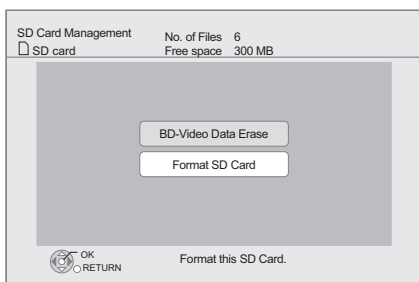 SD Card Management
No. of Files 6
SD card
Free space 300 MB
BD-Video Data Erase
Format SD Card
OK
RETURN
Format this SD Card.